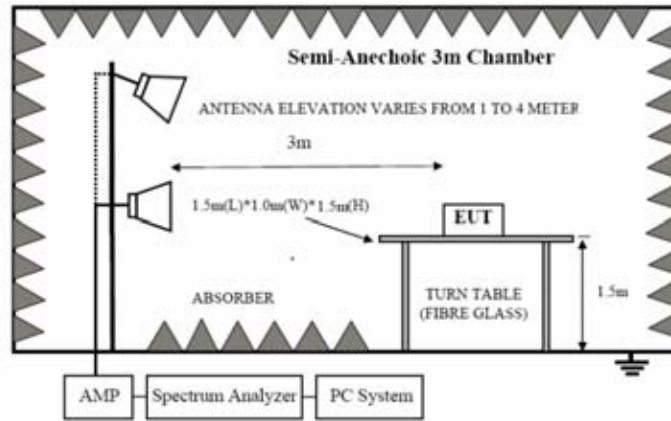 Semi-Anechoic 3m Chamber
ANTENNA ELEVATION VARIES FROM 1 TO 4 METER
3m
1.5m(L)*1.0m(W)*1.5m(H)
EUT
ABSORBER
TURN TABLE
(FIBRE GLASS)
1.5m
AMP
Spectrum Analyzer
PC System